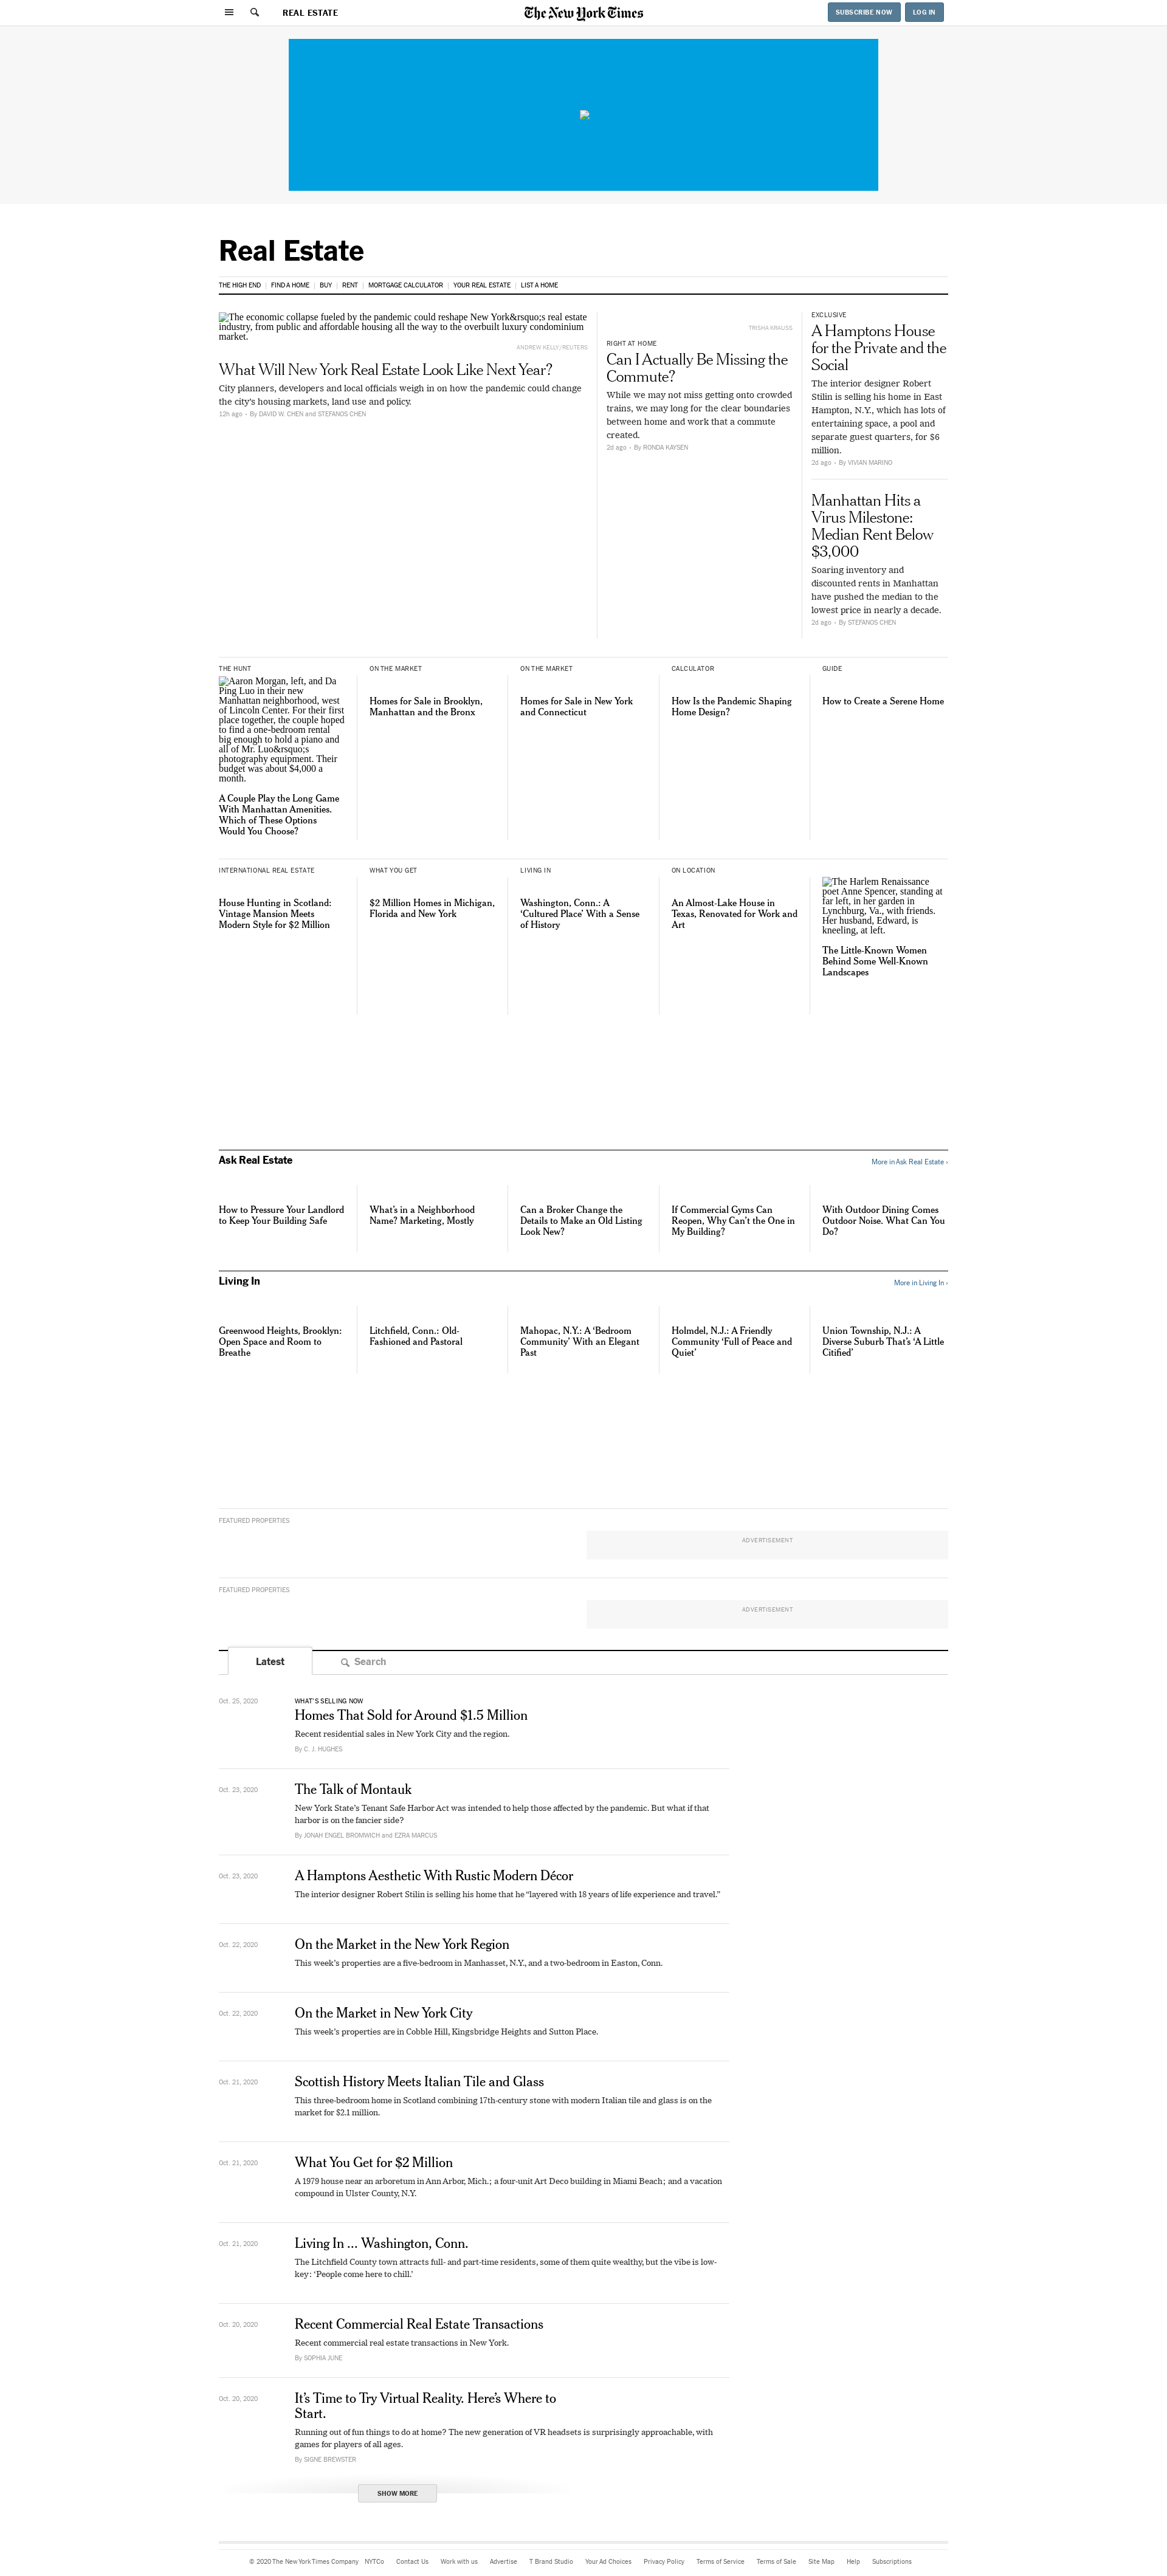 REAL ESTATE
The New York Times
SUBSCRIBE NOW
LOG IN
Real Estate
THE HIGH END
FIND A HOME
BUY
RENT
MORTGAGE CALCULATOR
YOUR REAL ESTATE
LIST A HOME
The economic collapse fueled by the pandemic could reshape New York&rsquo;s real estate
industry, from public and affordable housing all the way to the overbuilt luxury condominium
market.
ANDREW KELLY/REUTERS
What Will New York Real Estate Look Like Next Year?
City planners, developers and local officials weigh in on how the pandemic could change
the city's housing markets, land use and policy.
12h ago • By DAVID W. CHEN and STEFANOS CHEN
TRISHA KRAUSS
RIGHT AT HOME
Can I Actually Be Missing the
Commute?
While we may not miss getting onto crowded
trains, we may long for the clear boundaries
between home and work that a commute
created.
2d ago • By RONDA KAYSEN
EXCLUSIVE
A Hamptons House
for the Private and the
Social
The interior designer Robert
Stilin is selling his home in East
Hampton, N.Y., which has lots of
entertaining space, a pool and
separate guest quarters, for $6
million.
2d ago • By VIVIAN MARINO
Manhattan Hits a
Virus Milestone:
Median Rent Below
$3,000
Soaring inventory and
discounted rents in Manhattan
have pushed the median to the
lowest price in nearly a decade.
2d ago • By STEFANOS CHEN
THE HUNT
Aaron Morgan, left, and Da
Ping Luo in their new
Manhattan neighborhood, west
of Lincoln Center. For their first
place together, the couple hoped
to find a one-bedroom rental
big enough to hold a piano and
all of Mr. Luo&rsquo;s
photography equipment. Their
budget was about $4,000 a
month.
A Couple Play the Long Game
With Manhattan Amenities.
Which of These Options
Would You Choose?
ON THE MARKET
Homes for Sale in Brooklyn,
Manhattan and the Bronx
ON THE MARKET
Homes for Sale in New York
and Connecticut
CALCULATOR
How Is the Pandemic Shaping
Home Design?
GUIDE
How to Create a Serene Home
INTERNATIONAL REAL ESTATE
House Hunting in Scotland:
Vintage Mansion Meets
Modern Style for $2 Million
WHAT YOU GET
$2 Million Homes in Michigan,
Florida and New York
LIVING IN
Washington, Conn.: A
‘Cultured Place’ With a Sense
of History
ON LOCATION
An Almost-Lake House in
Texas, Renovated for Work and
Art
The Harlem Renaissance
poet Anne Spencer, standing at
far left, in her garden in
Lynchburg, Va., with friends.
Her husband, Edward, is
kneeling, at left.
The Little-Known Women
Behind Some Well-Known
Landscapes
Ask Real Estate
More in Ask Real Estate ›
How to Pressure Your Landlord
to Keep Your Building Safe
What’s in a Neighborhood
Name? Marketing, Mostly
Can a Broker Change the
Details to Make an Old Listing
Look New?
If Commercial Gyms Can
Reopen, Why Can’t the One in
My Building?
With Outdoor Dining Comes
Outdoor Noise. What Can You
Do?
Living In
More in Living In ›
Greenwood Heights, Brooklyn:
Open Space and Room to
Breathe
Litchfield, Conn.: Old-
Fashioned and Pastoral
Mahopac, N.Y.: A ‘Bedroom
Community’ With an Elegant
Past
Holmdel, N.J.: A Friendly
Community ‘Full of Peace and
Quiet’
Union Township, N.J.: A
Diverse Suburb That’s ‘A Little
Citified’
FEATURED PROPERTIES
ADVERTISEMENT
FEATURED PROPERTIES
ADVERTISEMENT
Latest
Search
Oct. 25, 2020
WHAT’S SELLING NOW
Homes That Sold for Around $1.5 Million
Recent residential sales in New York City and the region.
By C. J. HUGHES
Oct. 23, 2020
The Talk of Montauk
New York State’s Tenant Safe Harbor Act was intended to help those affected by the pandemic. But what if that
harbor is on the fancier side?
By JONAH ENGEL BROMWICH and EZRA MARCUS
Oct. 23, 2020
A Hamptons Aesthetic With Rustic Modern Décor
The interior designer Robert Stilin is selling his home that he “layered with 18 years of life experience and travel.”
Oct. 22, 2020
On the Market in the New York Region
This week’s properties are a five-bedroom in Manhasset, N.Y., and a two-bedroom in Easton, Conn.
Oct. 22, 2020
On the Market in New York City
This week’s properties are in Cobble Hill, Kingsbridge Heights and Sutton Place.
Oct. 21, 2020
Scottish History Meets Italian Tile and Glass
This three-bedroom home in Scotland combining 17th-century stone with modern Italian tile and glass is on the
market for $2.1 million.
Oct. 21, 2020
What You Get for $2 Million
A 1979 house near an arboretum in Ann Arbor, Mich.; a four-unit Art Deco building in Miami Beach; and a vacation
compound in Ulster County, N.Y.
Oct. 21, 2020
Living In ... Washington, Conn.
The Litchfield County town attracts full- and part-time residents, some of them quite wealthy, but the vibe is low-
key: ‘People come here to chill.’
Oct. 20, 2020
Recent Commercial Real Estate Transactions
Recent commercial real estate transactions in New York.
By SOPHIA JUNE
Oct. 20, 2020
It’s Time to Try Virtual Reality. Here’s Where to
Start.
Running out of fun things to do at home? The new generation of VR headsets is surprisingly approachable, with
games for players of all ages.
By SIGNE BREWSTER
SHOW MORE
© 2020 The New York Times Company
NYTCo
Contact Us
Work with us
Advertise
T Brand Studio
Your Ad Choices
Privacy Policy
Terms of Service
Terms of Sale
Site Map
Help
Subscriptions